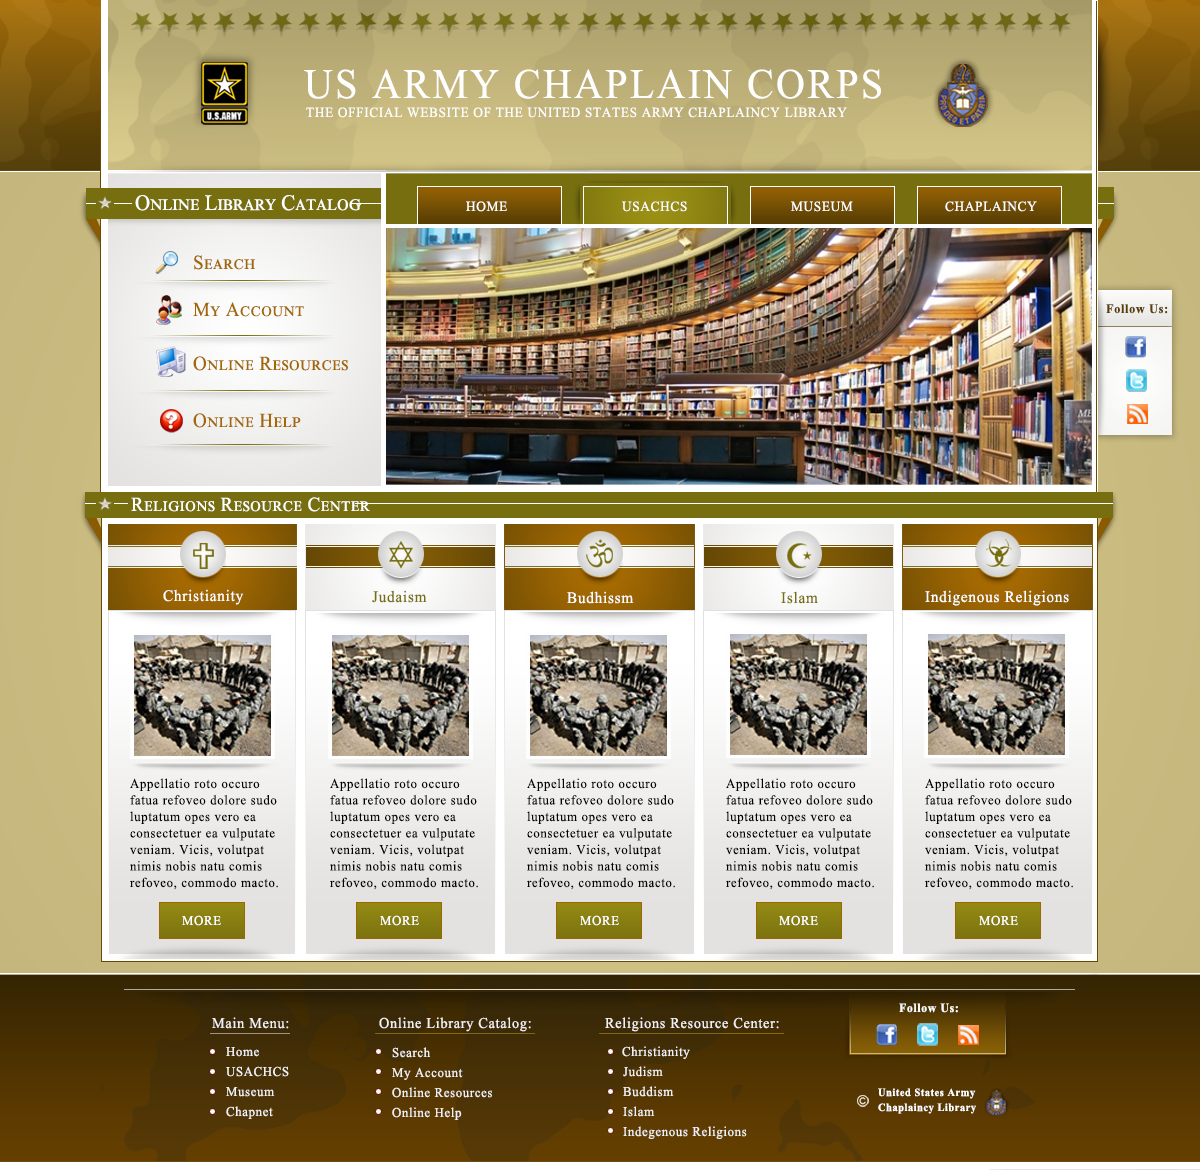 US ARMY CHAPLAIN CORPS
THE OFFICIAL WEBSITE OF THE UNITED STATES ARMY CHAPLAINCY LIBRARY
U.S.ARMY
PRO DEO ET PATRIA
Online Library Catalog
HOME
USACHCS
MUSEUM
CHAPLAINCY
Search
My Account
Online Resources
Online Help
Follow Us:
Religions Resource Center
Christianity
Judaism
Budhissm
Islam
Indigenous Religions
Appellatio roto occuro
fatua refoveo dolore sudo
luptatum opes vero ea
consectetuer ea vulputate
veniam. Vicis, volutpat
nimis nobis natu comis
refoveo, commodo macto.
MORE
Appellatio roto occuro
fatua refoveo dolore sudo
luptatum opes vero ea
consectetuer ea vulputate
veniam. Vicis, volutpat
nimis nobis natu comis
refoveo, commodo macto.
MORE
Appellatio roto occuro
fatua refoveo dolore sudo
luptatum opes vero ea
consectetuer ea vulputate
veniam. Vicis, volutpat
nimis nobis natu comis
refoveo, commodo macto.
MORE
Appellatio roto occuro
fatua refoveo dolore sudo
luptatum opes vero ea
consectetuer ea vulputate
veniam. Vicis, volutpat
nimis nobis natu comis
refoveo, commodo macto.
MORE
Appellatio roto occuro
fatua refoveo dolore sudo
luptatum opes vero ea
consectetuer ea vulputate
veniam. Vicis, volutpat
nimis nobis natu comis
refoveo, commodo macto.
MORE
Main Menu:
Home
USACHCS
Museum
Chapnet
Online Library Catalog:
Search
My Account
Online Resources
Online Help
Religions Resource Center:
Christianity
Judism
Buddism
Islam
Indegenous Religions
Follow Us:
© United States Army
Chaplaincy Library